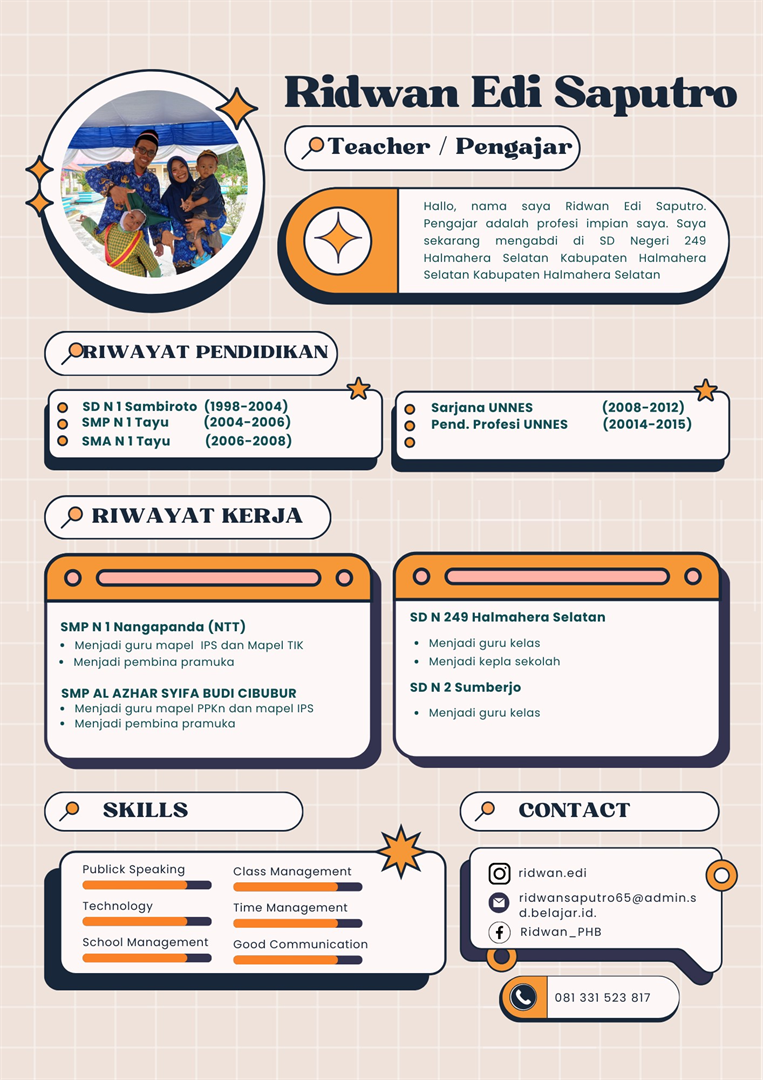 Ridwan Edi Saputro
Teacher / Pengajar
Hallo, nama saya Ridwan Edi Saputro.
Pengajar adalah profesi impian saya. Saya
sekarang mengabdi di SD Negeri 249
Halmahera Selatan Kabupaten Halmahera
Selatan Kabupaten Halmahera Selatan
RIWAYAT PENDIDIKAN
SD N 1 Sambiroto (1998-2004)
SMP N 1 Tayu (2004-2006)
SMA N 1 Tayu (2006-2008)
Sarjana UNNES (2008-2012)
Pend. Profesi UNNES (20014-2015)
RIWAYAT KERJA
SMP N 1 Nangapanda (NTT)
• Menjadi guru mapel IPS dan Mapel TIK
• Menjadi pembina pramuka
SMP AL AZHAR SYIFA BUDI CIBUBUR
• Menjadi guru mapel PPKn dan mapel IPS
• Menjadi pembina pramuka
SD N 249 Halmahera Selatan
• Menjadi guru kelas
• Menjadi kepla sekolah
SD N 2 Sumberjo
• Menjadi guru kelas
SKILLS
Publick Speaking
Technology
School Management
Class Management
Time Management
Good Communication
CONTACT
ridwan.edi
ridwansaputro65@admin.s
d.belajar.id.
Ridwan_PHB
081 331 523 817